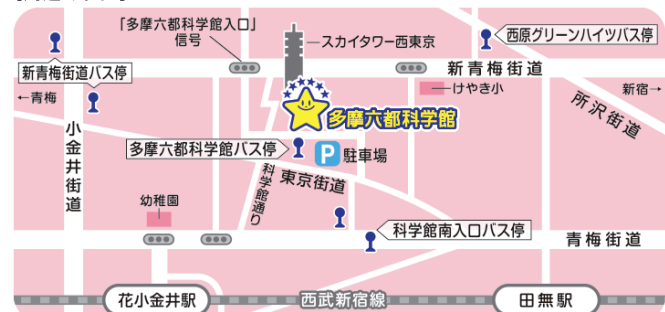 「多摩六都科学館入口」
信号
スカイタワー西東京
西原グリーンハイツバス停
新青梅街道バス停
新青梅街道
←青梅
けやき小
新宿→
所沢街道
多摩六都科学館
小金井街道
多摩六都科学館バス停
P 駐車場
科学館通り
東京街道
幼稚園
科学館南入口バス停
青梅街道
花小金井駅
西武新宿線
田無駅